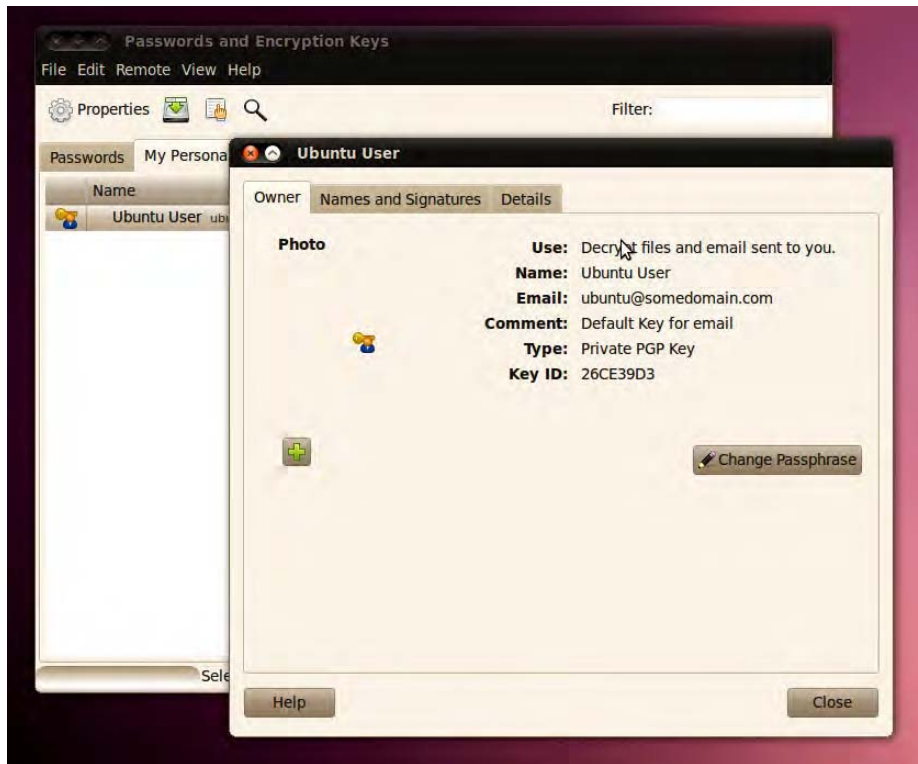 Passwords and Encryption Keys
File Edit Remote View Help
Properties
Filter:
Passwords
My Persona
Name
Ubuntu User ub
Sele
Ubuntu User
Owner
Names and Signatures
Details
Photo
Use: Decrypt files and email sent to you.
Name: Ubuntu User
Email: ubuntu@somedomain.com
Comment: Default Key for email
Type: Private PGP Key
Key ID: 26CE39D3
Change Passphrase
Help
Close